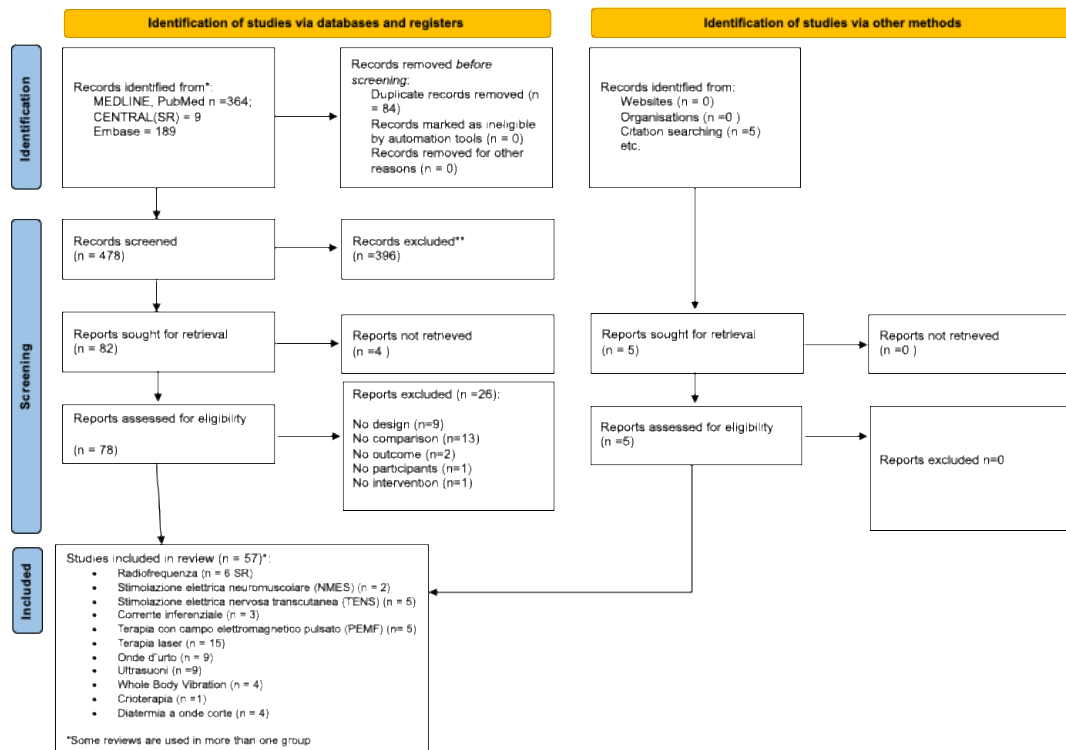 Identification of studies via databases and registers
Identification of studies via other methods
Identification
Records identified from*:
MEDLINE, PubMed n =364;
CENTRAL(SR) = 9
Embase = 189
Records removed before
screening:
Duplicate records removed (n
= 84)
Records marked as ineligible
by automation tools (n = 0)
Records removed for other
reasons (n = 0)
Records identified from:
Websites (n = 0)
Organisations (n =0 )
Citation searching (n =5)
etc.
Screening
Records screened
(n = 478)
Records excluded**
(n =396)
Reports sought for retrieval
(n = 82)
Reports not retrieved
(n =4 )
Reports sought for retrieval
(n = 5)
Reports not retrieved
(n =0 )
Reports assessed for eligibility
(n = 78)
Reports excluded (n =26):
No design (n=9)
No comparison (n=13)
No outcome (n=2)
No participants (n=1)
No intervention (n=1)
Reports assessed for eligibility
(n =5)
Reports excluded n=0
Included
Studies included in review (n = 57)*:
• Radiofrequenza (n = 6 SR)
• Stimolazione elettrica neuromuscolare (NMES) (n = 2)
• Stimolazione elettrica nervosa transcutanea (TENS) (n = 5)
• Corrente inferenziale (n = 3)
• Terapia con campo elettromagnetico pulsato (PEMF) (n= 5)
• Terapia laser (n = 15)
• Onde d'urto (n = 9)
• Ultrasuoni (n =9)
• Whole Body Vibration (n = 4)
• Crioterapia (n =1)
• Diatermia a onde corte (n = 4)
*Some reviews are used in more than one group